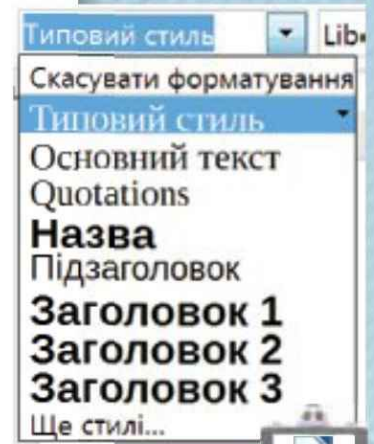 Типовий стиль Lib
Скасувати форматування
Типовий стиль
Основний текст
Quotations
Назва
Підзаголовок
Заголовок 1
Заголовок 2
Заголовок 3
Ще стилі...